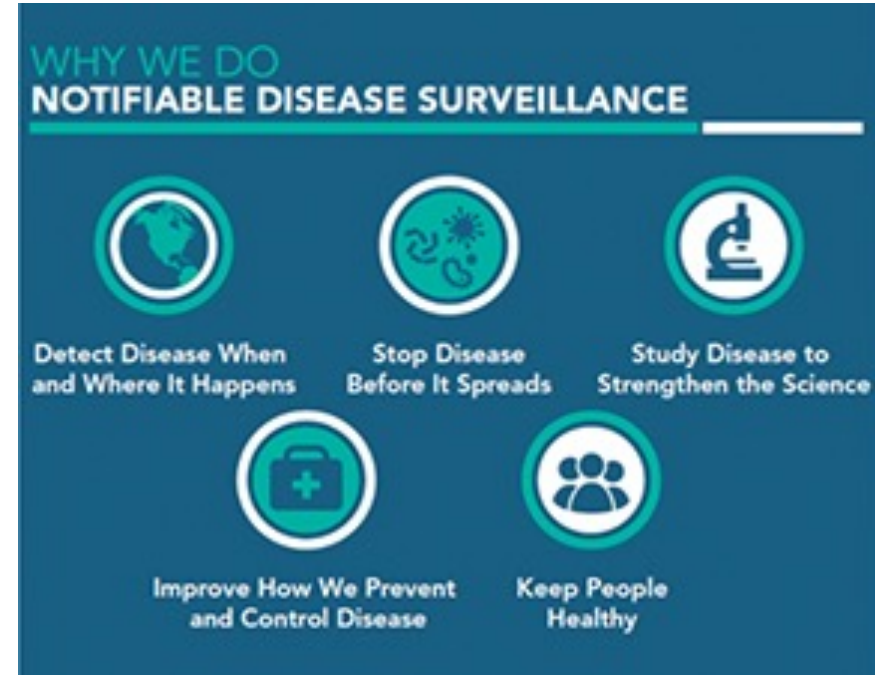 WHY WE DO
NOTIFIABLE DISEASE SURVEILLANCE
Detect Disease When
and Where It Happens
Stop Disease
Before It Spreads
Study Disease to
Strengthen the Science
Improve How We Prevent
and Control Disease
Keep People
Healthy